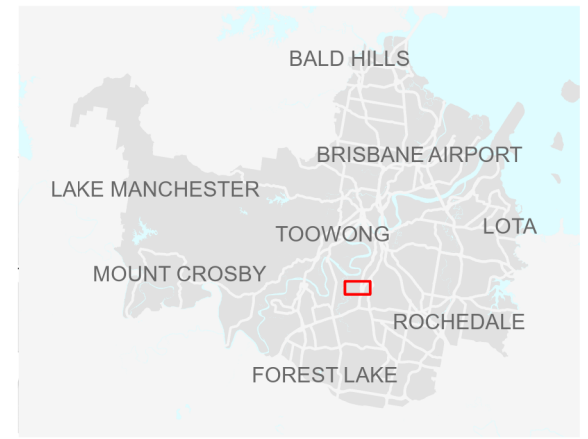 BALD HILLS
BRISBANE AIRPORT
LAKE MANCHESTER
TOOWONG
LOTA
MOUNT CROSBY
ROCHEDALE
FOREST LAKE